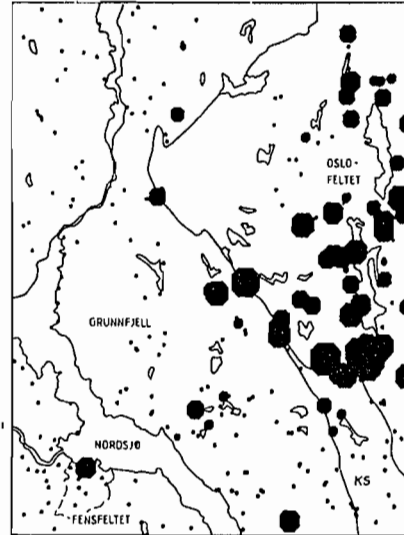 OSLO-
FELTET
GRUNNFJELL
NORDSJØ
KS
FENSFELTET